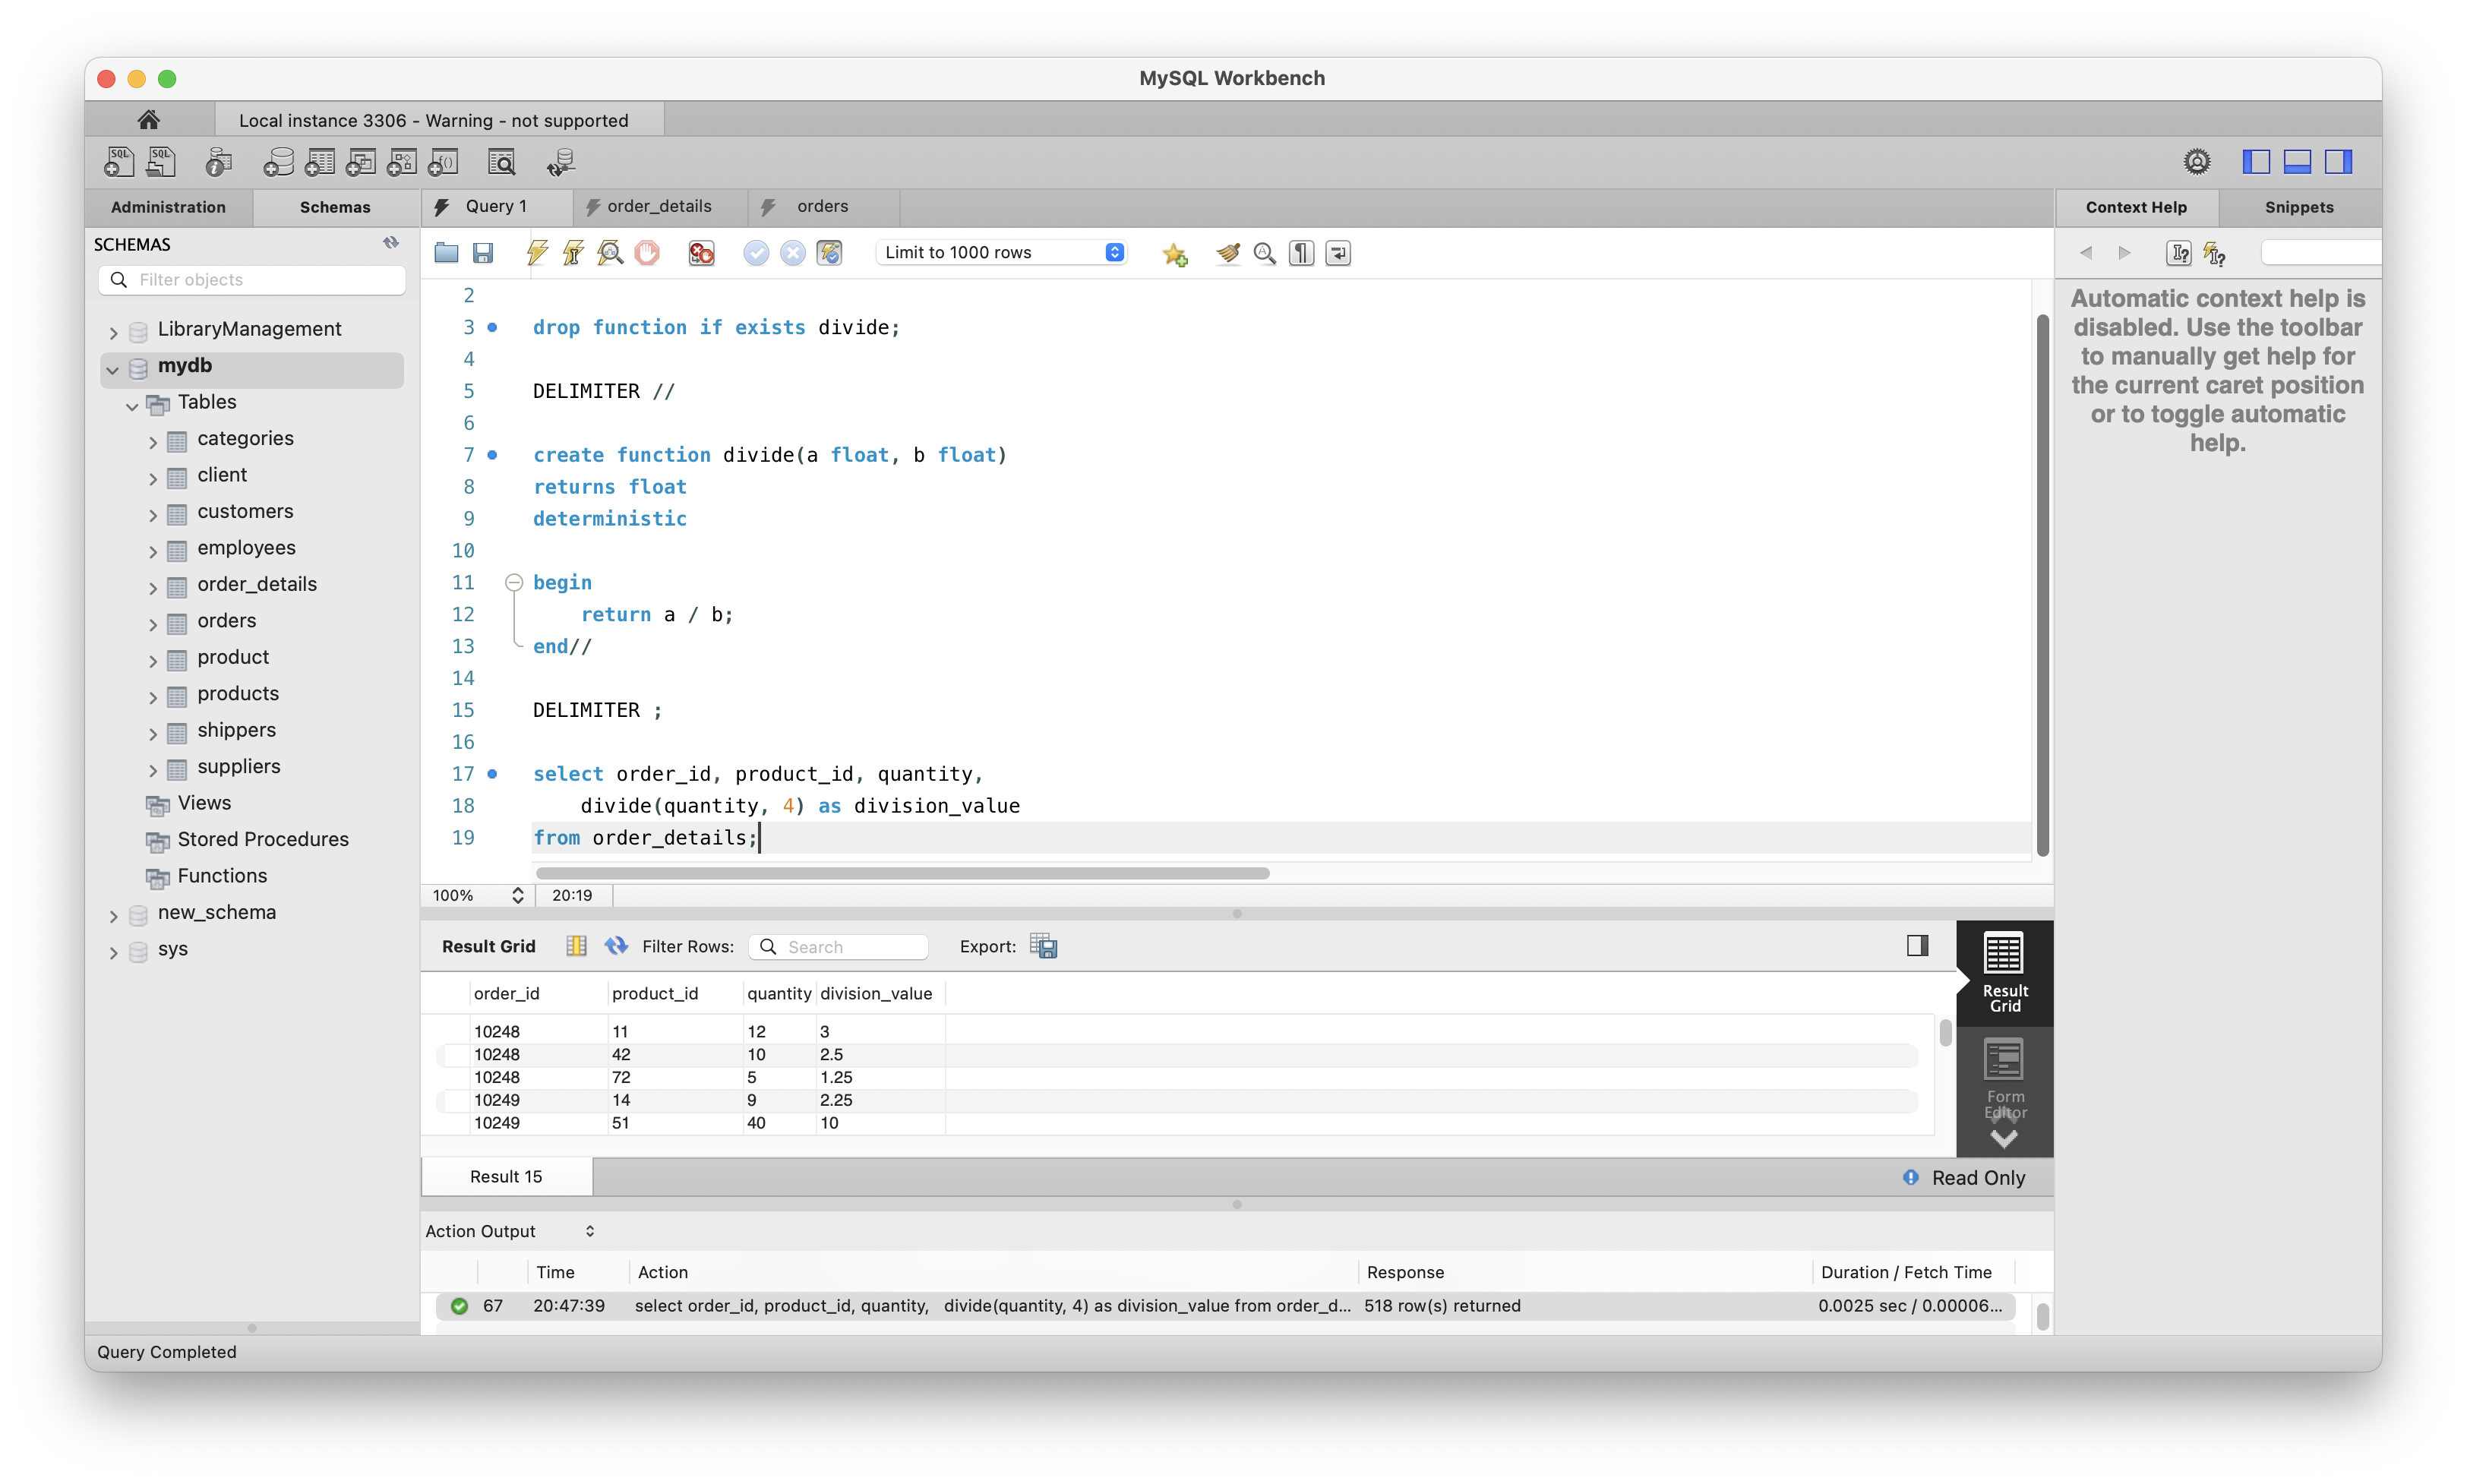 MySQL Workbench
Local instance 3306 - Warning - not supported
Administration
Schemas
Query 1
order_details
orders
Context Help
Snippets
SCHEMAS
Filter objects
LibraryManagement
mydb
Tables
categories
client
customers
employees
order_details
orders
product
products
shippers
suppliers
Views
Stored Procedures
Functions
new_schema
sys
Limit to 1000 rows
2
3 drop function if exists divide;
4
5 DELIMITER //
6
7 create function divide(a float, b float)
8 returns float
9 deterministic
10
11 begin
12 return a / b;
13 end//
14
15 DELIMITER ;
16
17 select order_id, product_id, quantity,
18 divide(quantity, 4) as division_value
19 from order_details;
100% 20:19
Automatic context help is
disabled. Use the toolbar
to manually get help for
the current caret position
or to toggle automatic
help.
Result Grid Filter Rows: Search Export:
order_id product_id quantity division_value
10248 11 12 3
10248 42 10 2.5
10248 72 5 1.25
10249 14 9 2.25
10249 51 40 10
Result
Grid
Form
Editor
Result 15
Read Only
Action Output
Time Action Response Duration / Fetch Time
67 20:47:39 select order_id, product_id, quantity, divide(quantity, 4) as division_value from order_d... 518 row(s) returned 0.0025 sec / 0.00006...
Query Completed